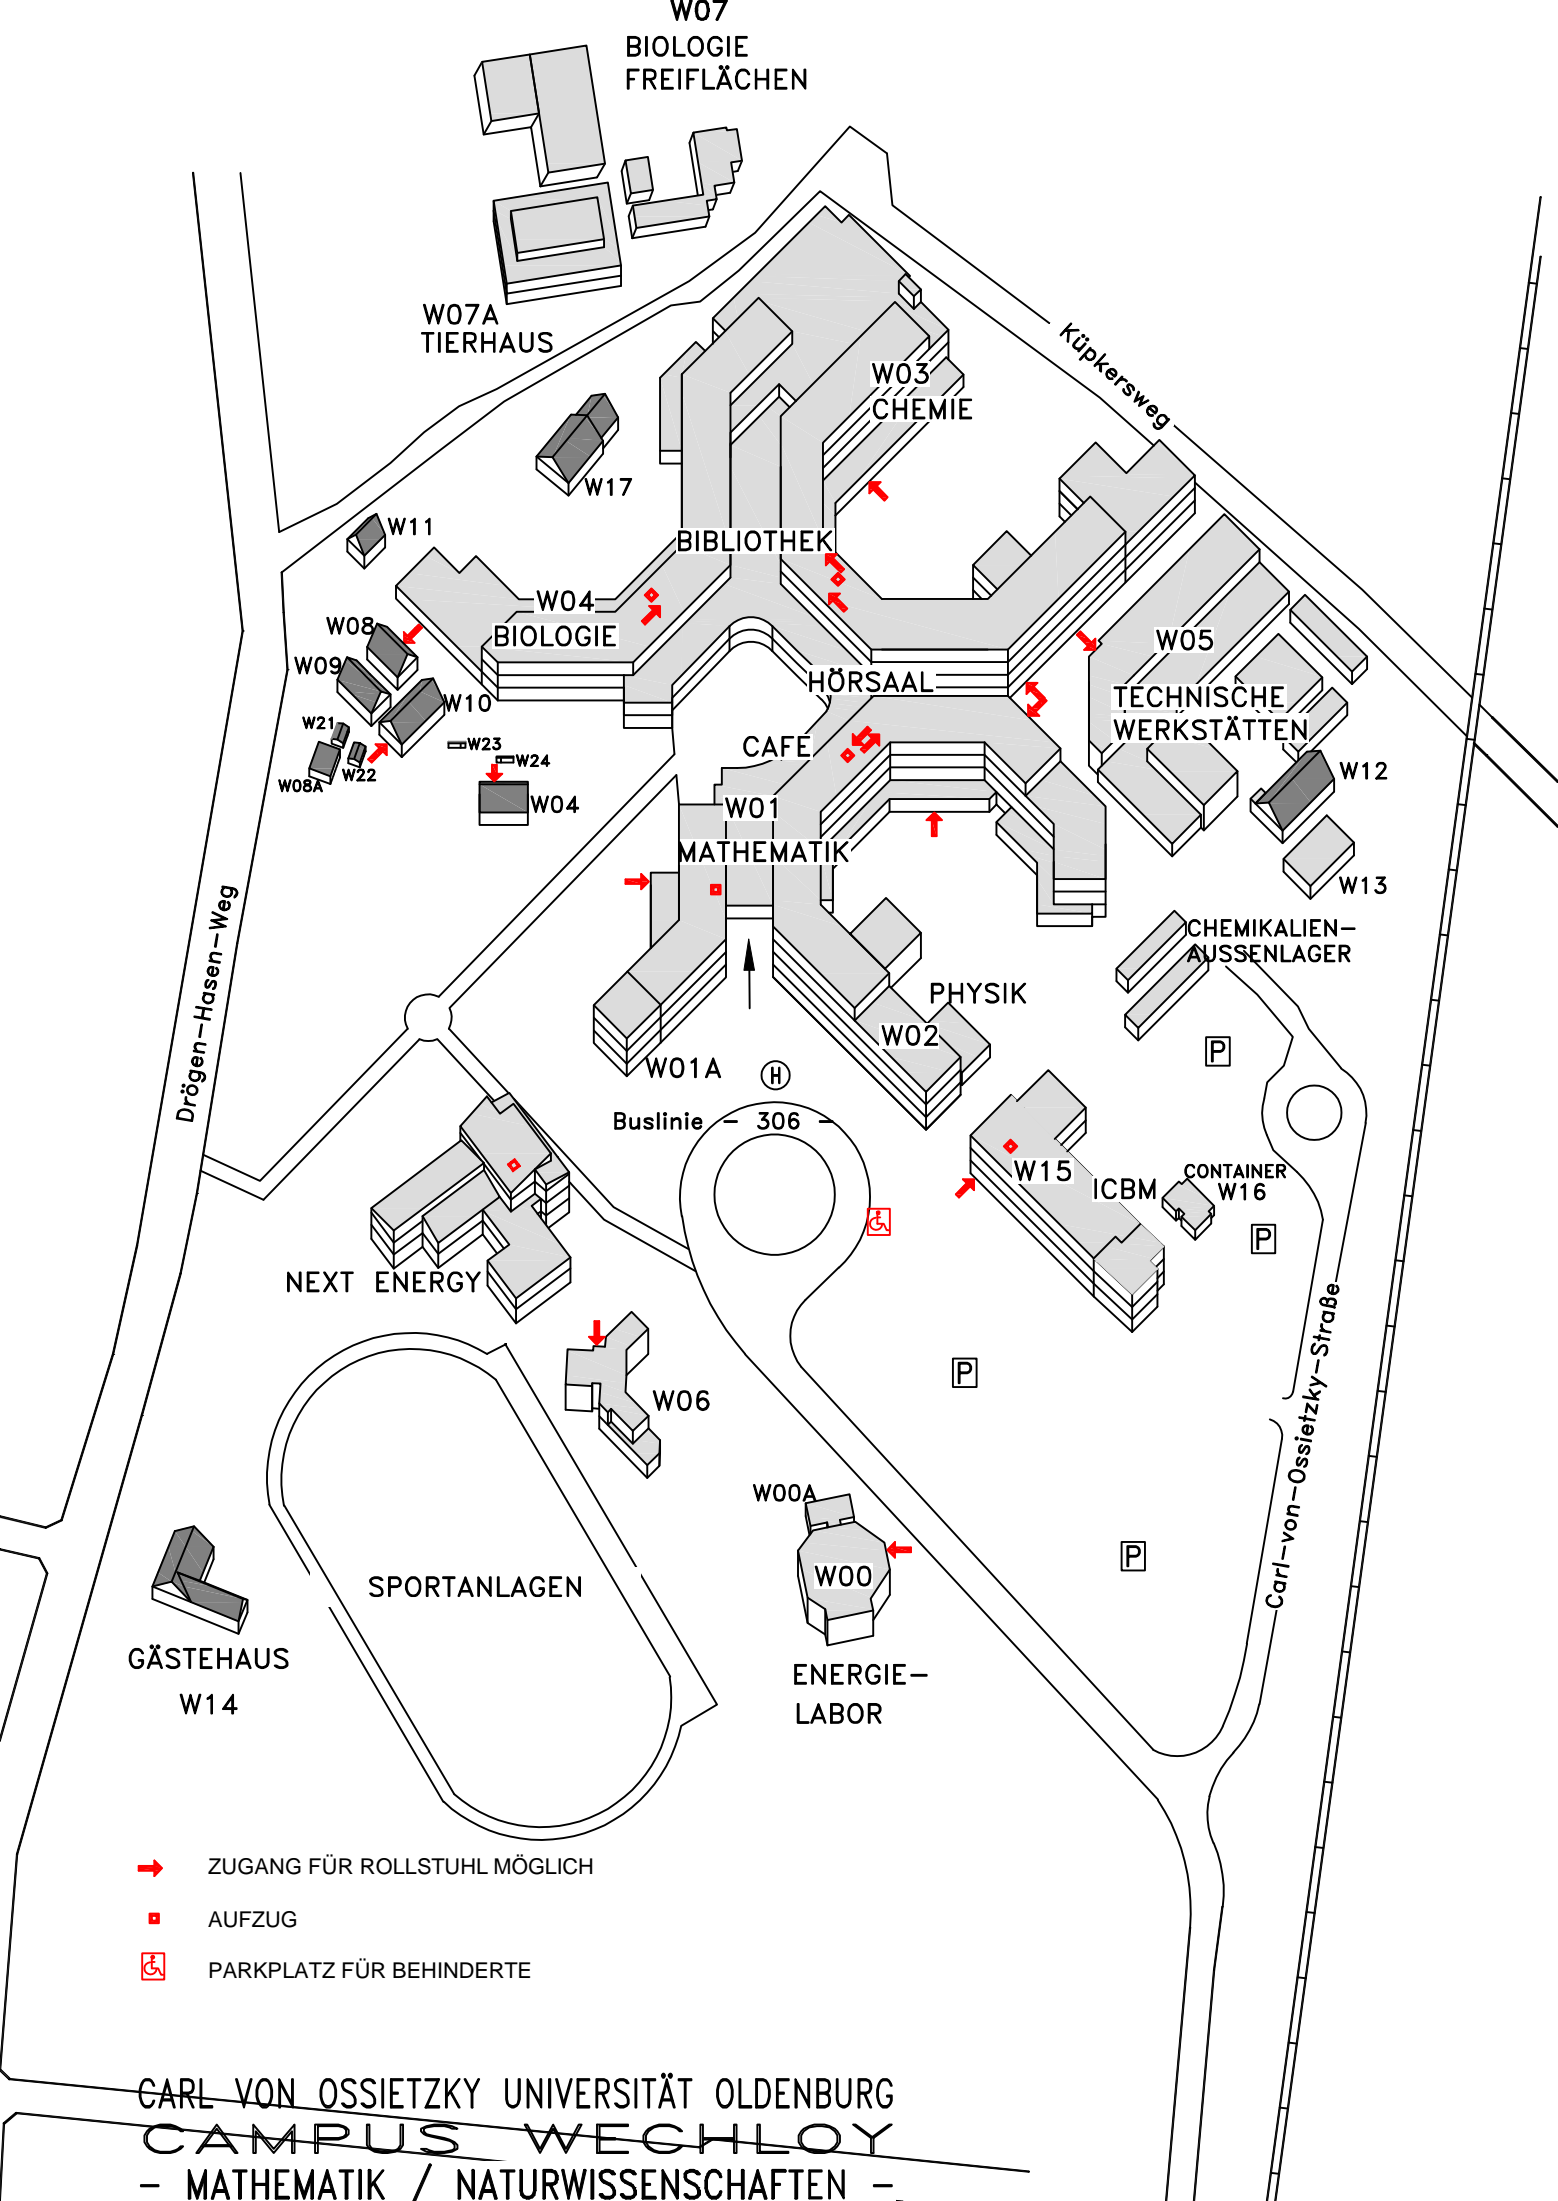 W07
BIOLOGIE
FREIFLÄCHEN
W07A
TIERHAUS
Küpkersweg
W03
CHEMIE
W17
W11
BIBLIOTHEK
W04
BIOLOGIE
W08
W09
W10
W21
W22
W08A
W23
W24
W04
W05
TECHNISCHE
WERKSTÄTTEN
HÖRSAAL
CAFE
W01
MATHEMATIK
W12
W13
CHEMIKALIEN-
AUSSENLAGER
Drögen-Hasen-Weg
PHYSIK
W02
W01A
H
Buslinie - 306 -
P
W15
ICBM
CONTAINER
W16
P
NEXT ENERGY
W06
P
Carl-von-Ossietzky-Straße
W00A
W00
P
SPORTANLAGEN
GÄSTEHAUS
W14
ENERGIE-
LABOR
ZUGANG FÜR ROLLSTUHL MÖGLICH
AUFZUG
PARKPLATZ FÜR BEHINDERTE
CARL VON OSSIETZKY UNIVERSITÄT OLDENBURG
CAMPUS WECHLOY
- MATHEMATIK / NATURWISSENSCHAFTEN -